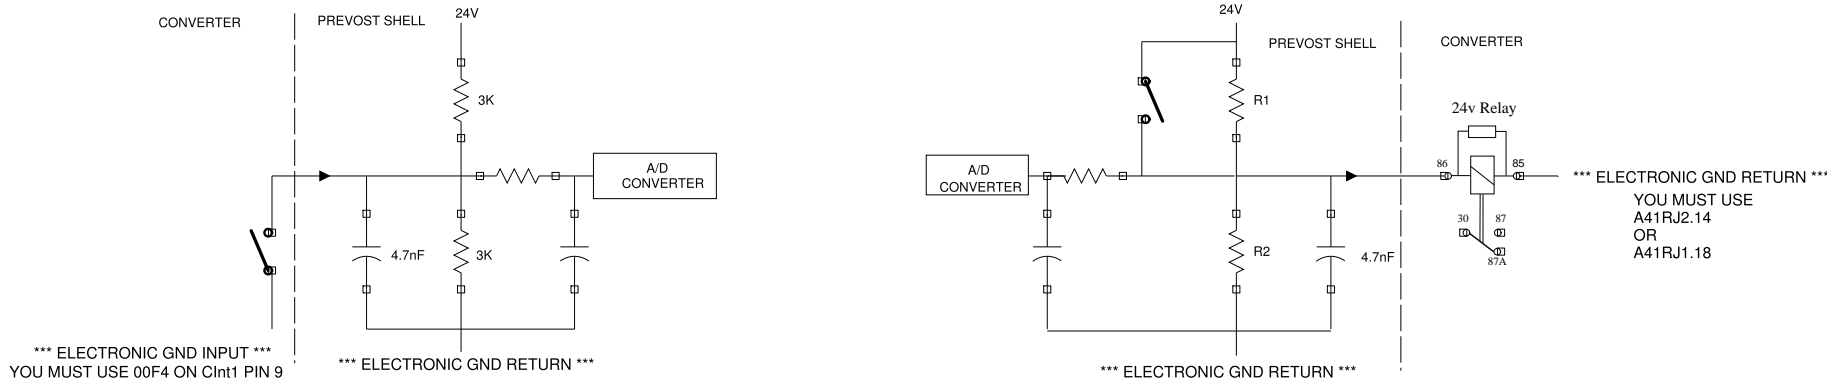 CONVERTER
PREVOST SHELL
24V
3K
A/D
CONVERTER
4.7nF
3K
*** ELECTRONIC GND INPUT ***
YOU MUST USE 00F4 ON CInt1 PIN 9
*** ELECTRONIC GND RETURN ***
24V
PREVOST SHELL
CONVERTER
R1
24v Relay
A/D
CONVERTER
86
85
*** ELECTRONIC GND RETURN ***
YOU MUST USE
A41RJ2.14
OR
A41RJ1.18
30
87
87A
R2
4.7nF
*** ELECTRONIC GND RETURN ***